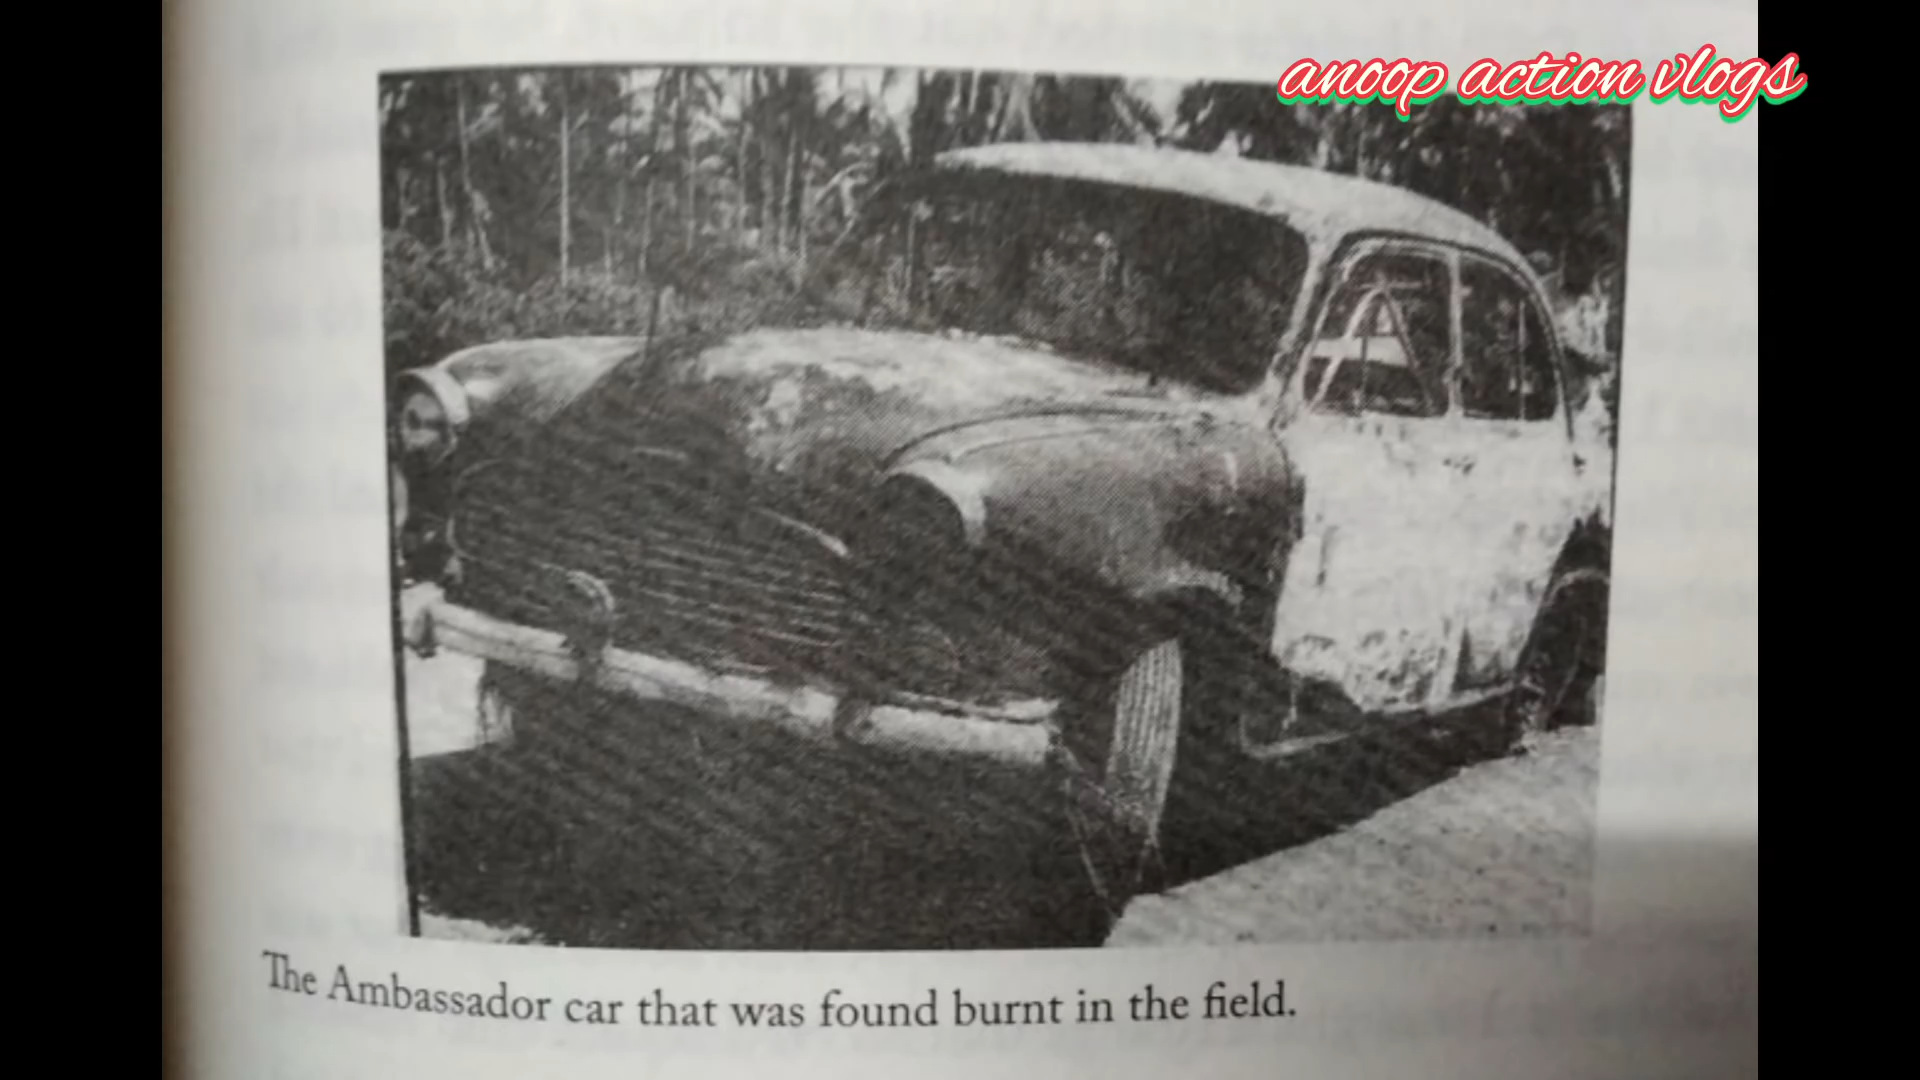 anoop action vlogs
The Ambassador car that was found burnt in the field.